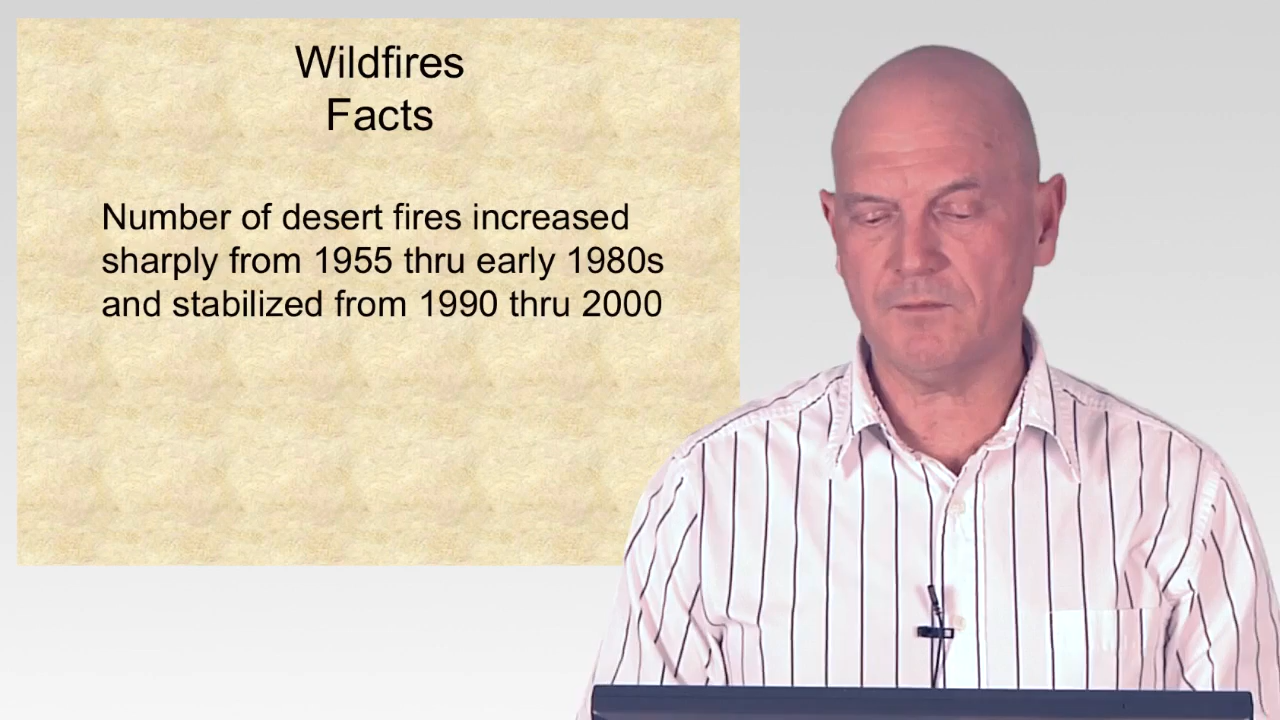 Wildfires
Facts
Number of desert fires increased
sharply from 1955 thru early 1980s
and stabilized from 1990 thru 2000